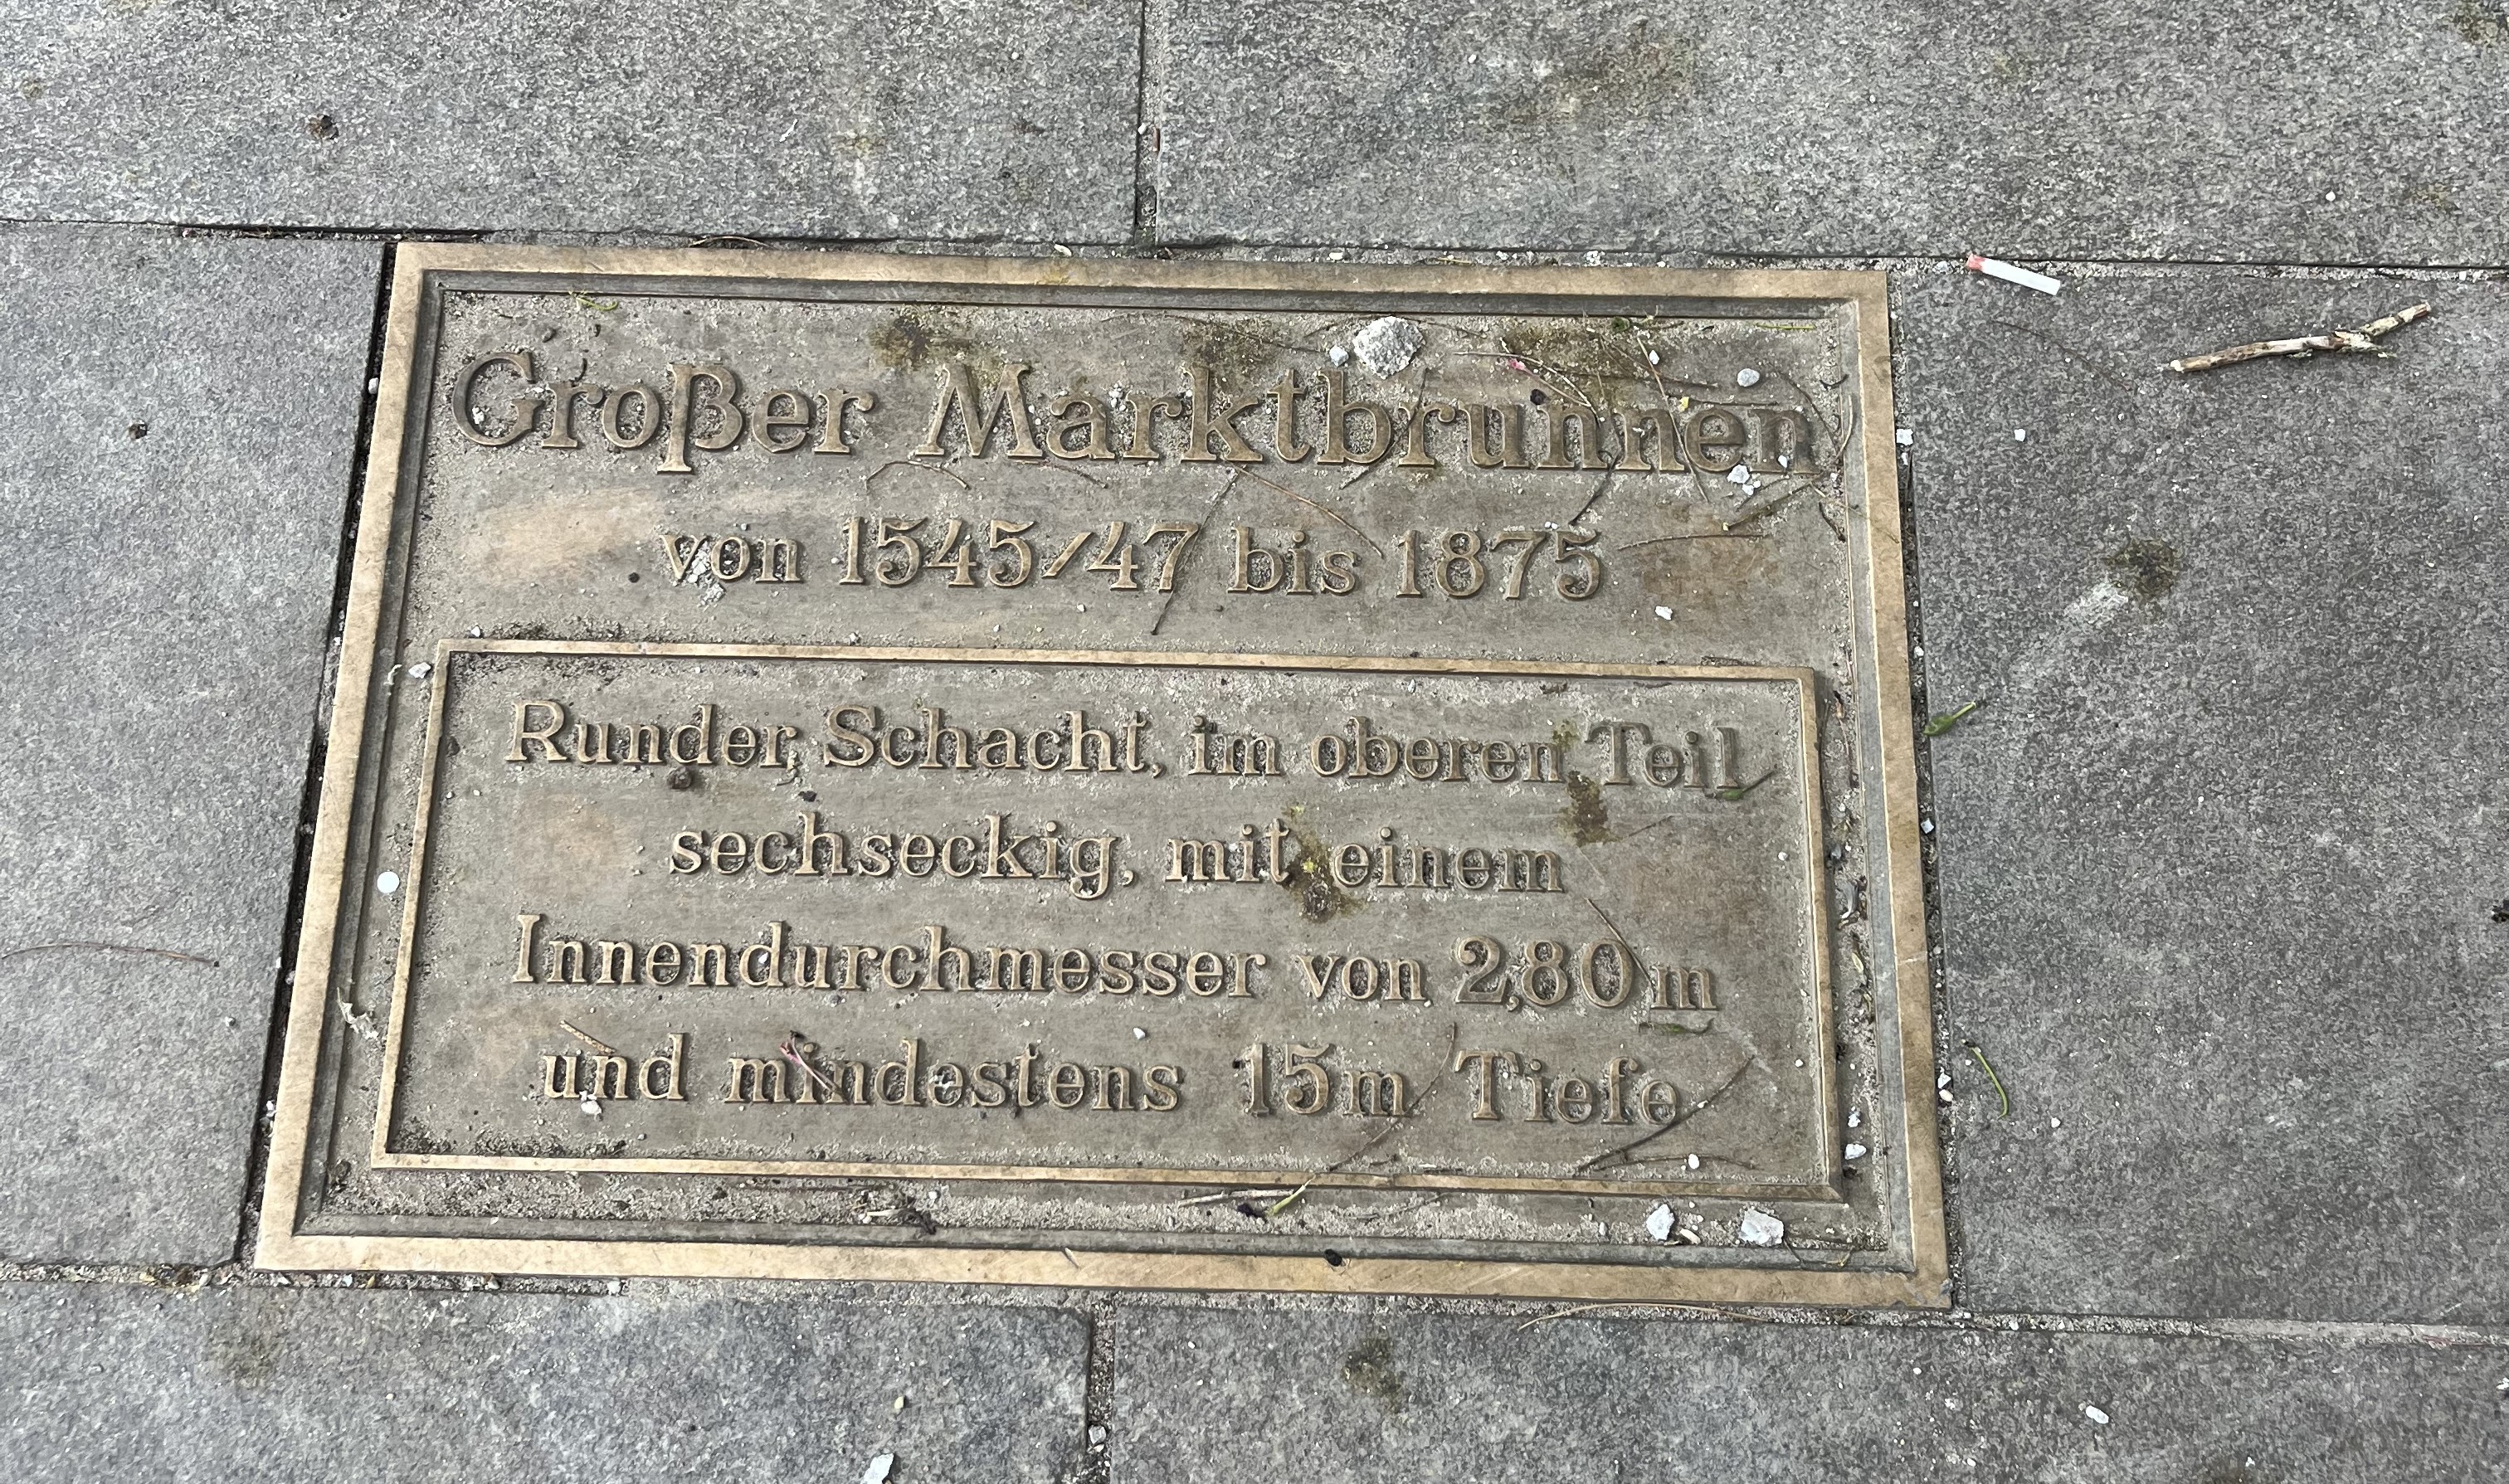 Großer Marktbrunnen
von 1545/47 bis 1875
Runder Schacht, im oberen Teil
sechseckig, mit einem
Innendurchmesser von 2,80 m
und mindestens 15 m Tiefe